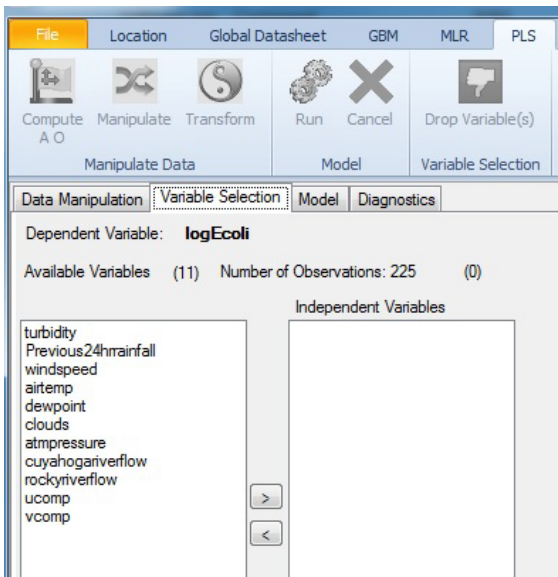 File Location Global Datasheet GBM MLR PLS
Compute Manipulate Transform Run Cancel Drop Variable(s)
A O
Manipulate Data Model Variable Selection
Data Manipulation Variable Selection Model Diagnostics
Dependent Variable: logEcoli
Available Variables (11) Number of Observations: 225 (0)
Independent Variables
turbidity
Previous24hrrainfall
windspeed
airtemp
dewpoint
clouds
atmpressure
cuyahogariverflow
rockyriverflow
ucomp
vcomp
>
<